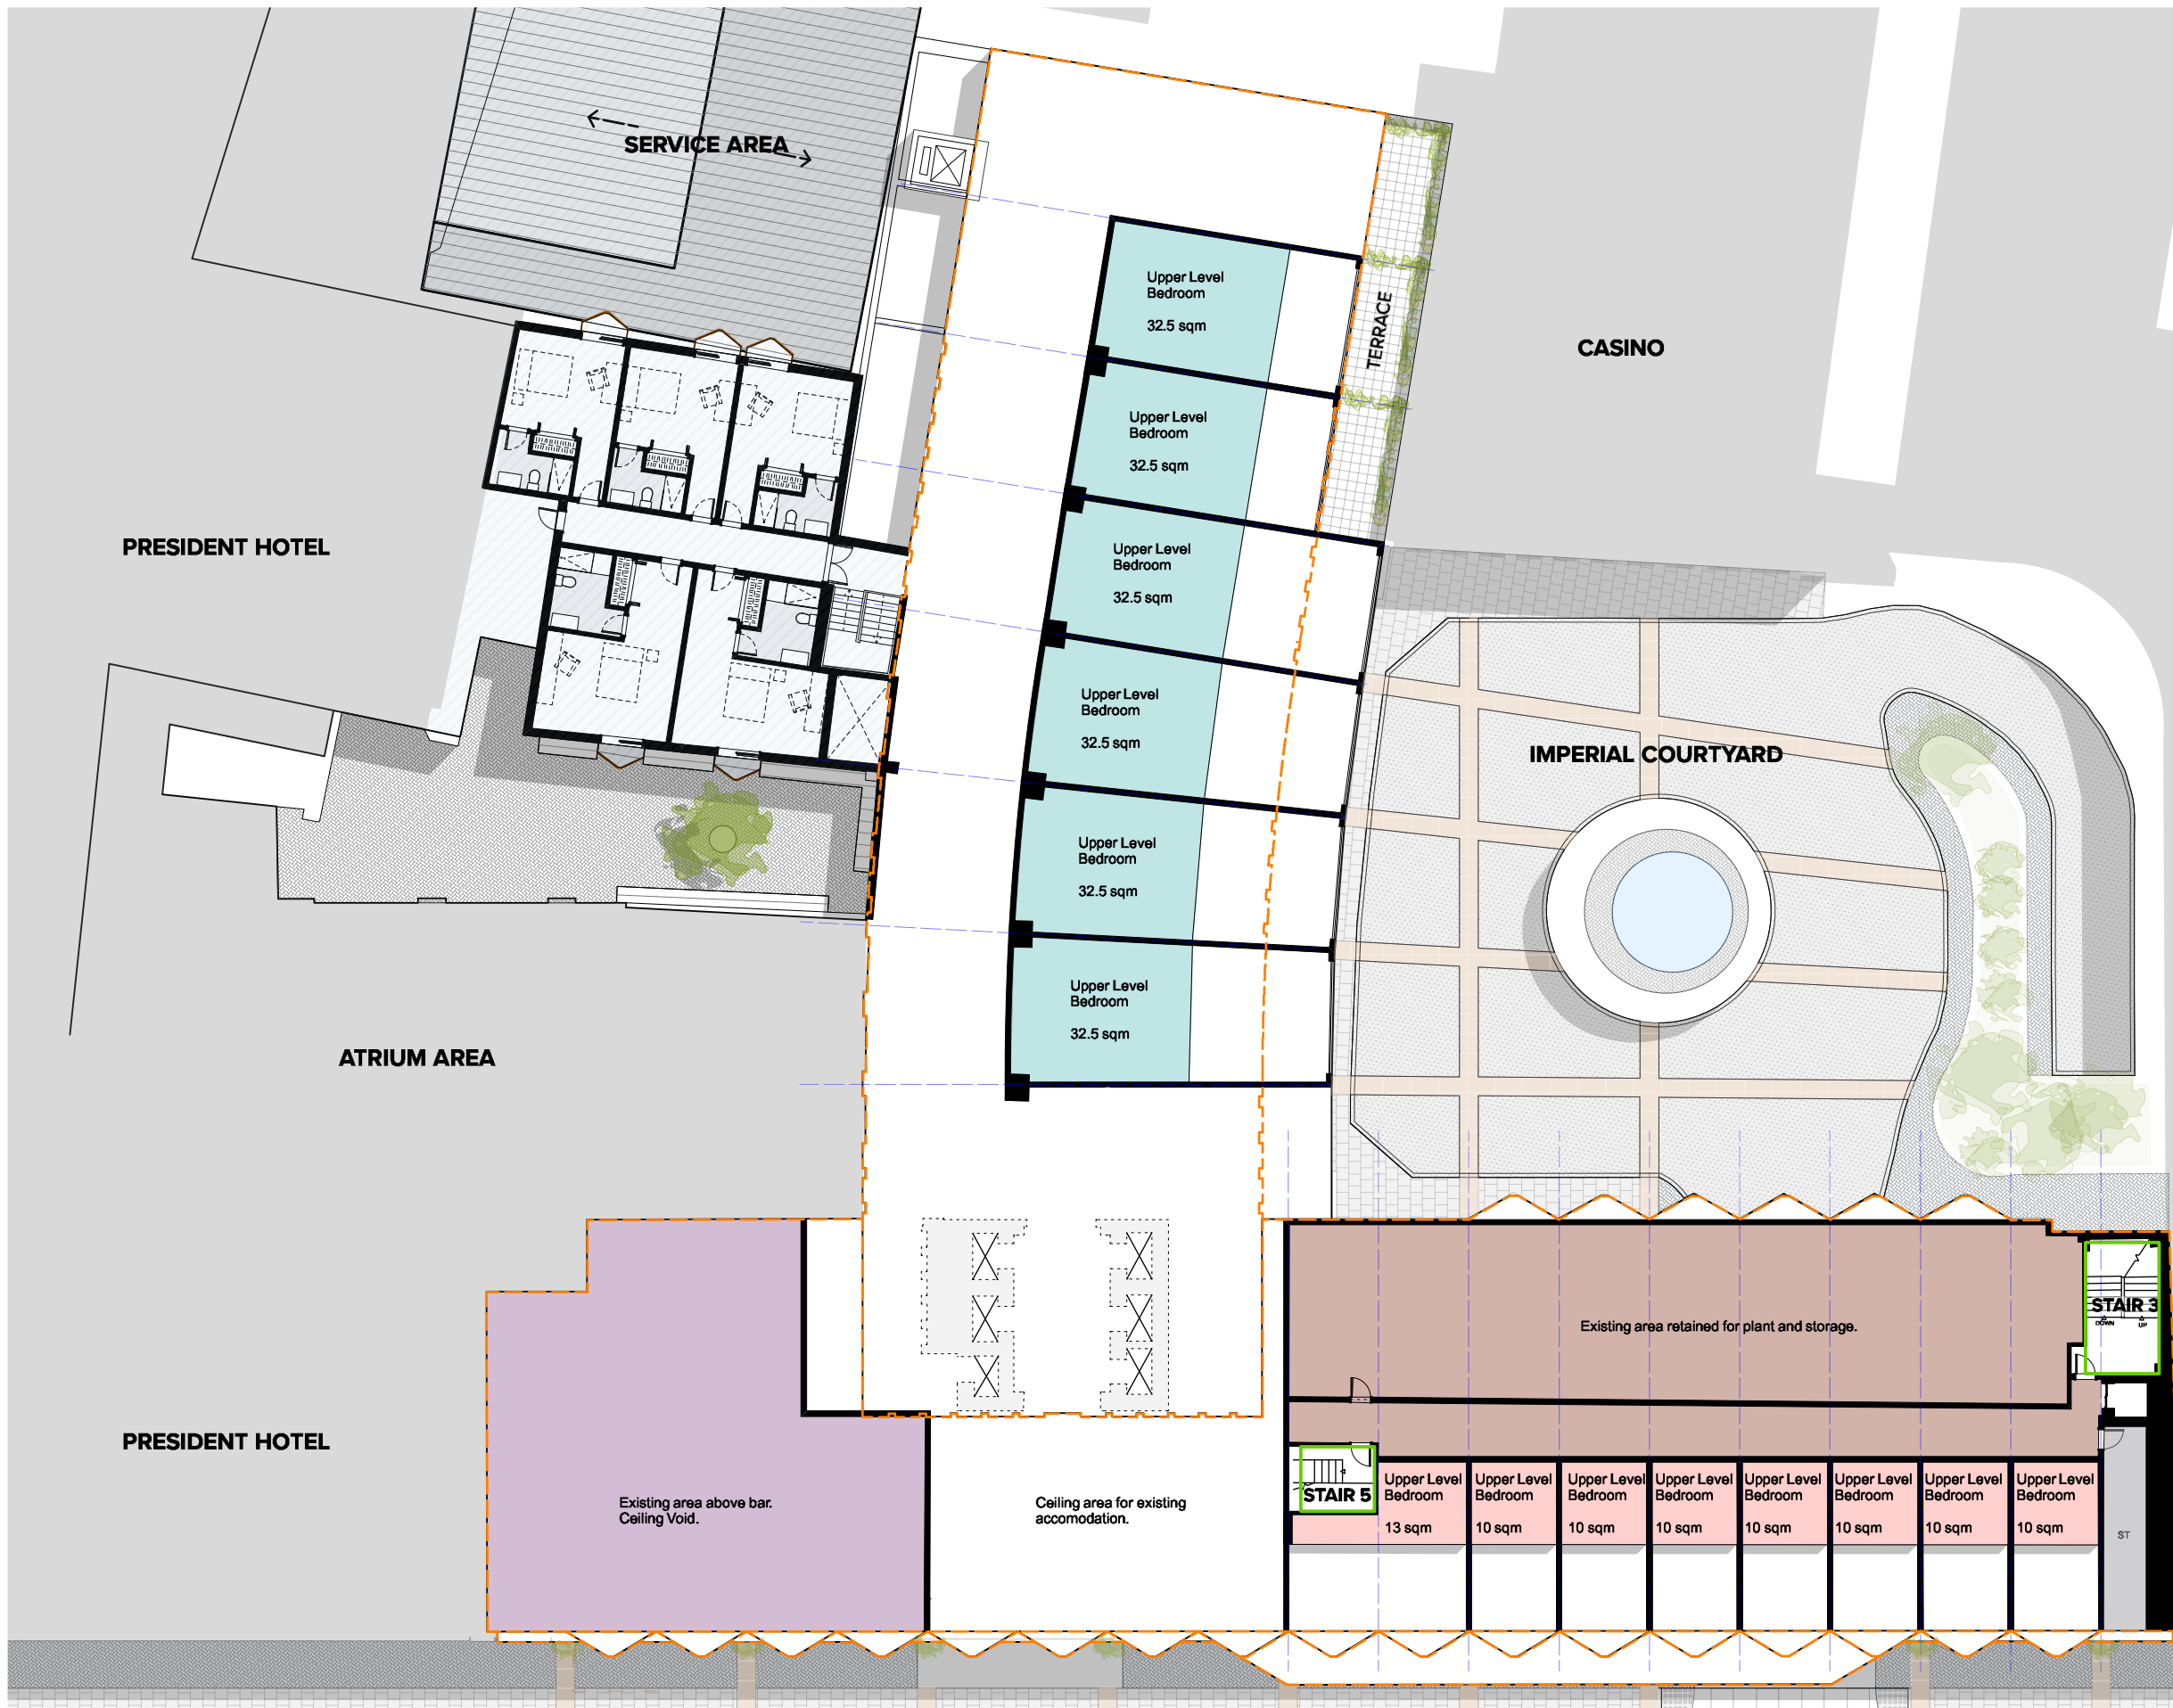 SERVICE AREA
Upper Level
Bedroom
32.5 sqm
TERRACE
CASINO
Upper Level
Bedroom
32.5 sqm
PRESIDENT HOTEL
Upper Level
Bedroom
32.5 sqm
Upper Level
Bedroom
32.5 sqm
IMPERIAL COURTYARD
Upper Level
Bedroom
32.5 sqm
Upper Level
Bedroom
32.5 sqm
ATRIUM AREA
STAIR 3
DOWN
UP
Existing area retained for plant and storage.
PRESIDENT HOTEL
Existing area above bar.
Ceiling Void.
Ceiling area for existing
accomodation.
STAIR 5
Upper Level
Bedroom
13 sqm
Upper Level
Bedroom
10 sqm
Upper Level
Bedroom
10 sqm
Upper Level
Bedroom
10 sqm
Upper Level
Bedroom
10 sqm
Upper Level
Bedroom
10 sqm
Upper Level
Bedroom
10 sqm
Upper Level
Bedroom
10 sqm
ST